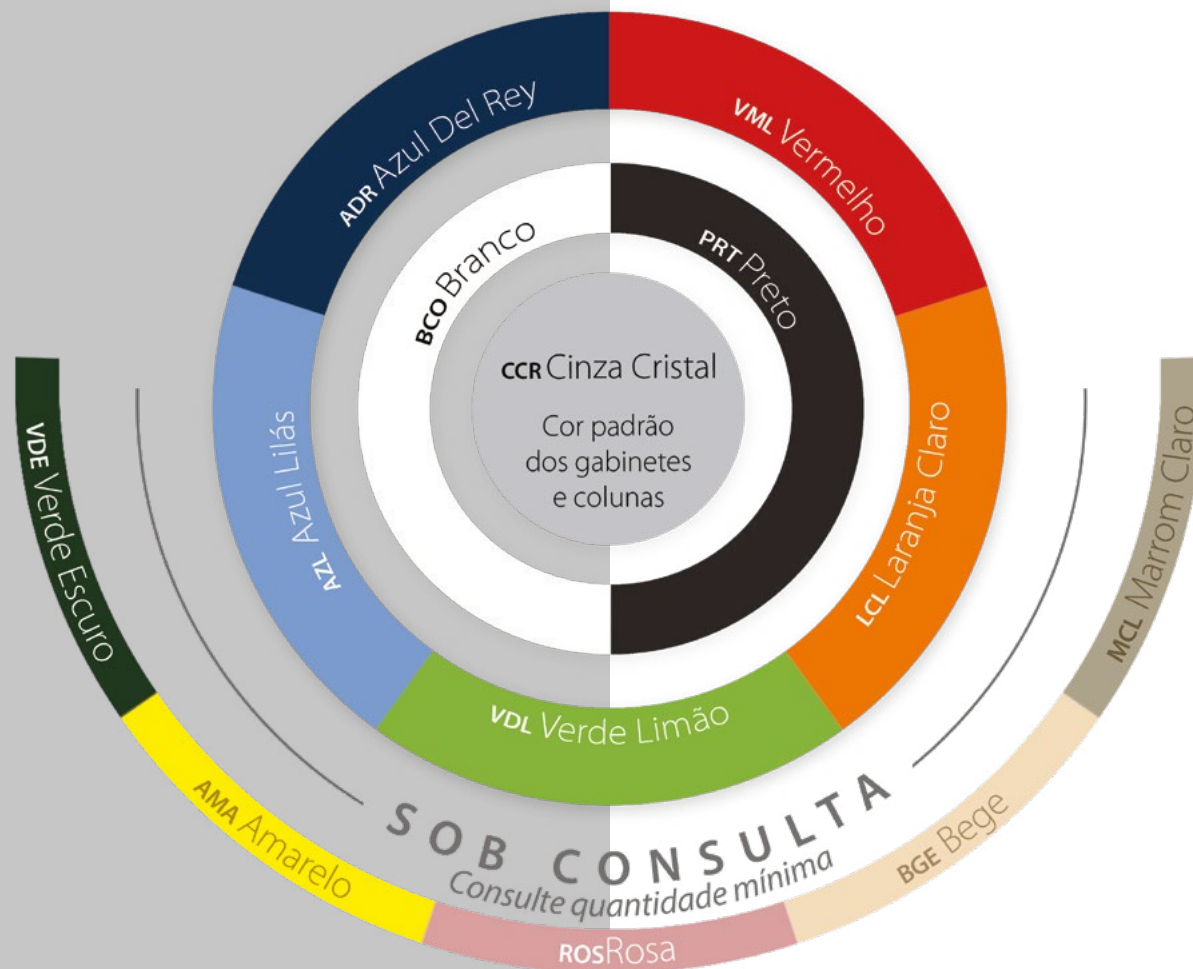 ADR Azul Del Rey
VML Vermelho
BCO Branco
PRT Preto
CCR Cinza Cristal
Cor padrão
dos gabinetes
e colunas
AZL Azul Lilás
LCL Laranja Claro
VDL Verde Limão
VDE Verde Escuro
MCL Marrom Claro
SOB CONSULTA
Consulte quantidade mínima
AMA Amarelo
BGE Bege
ROSRosa